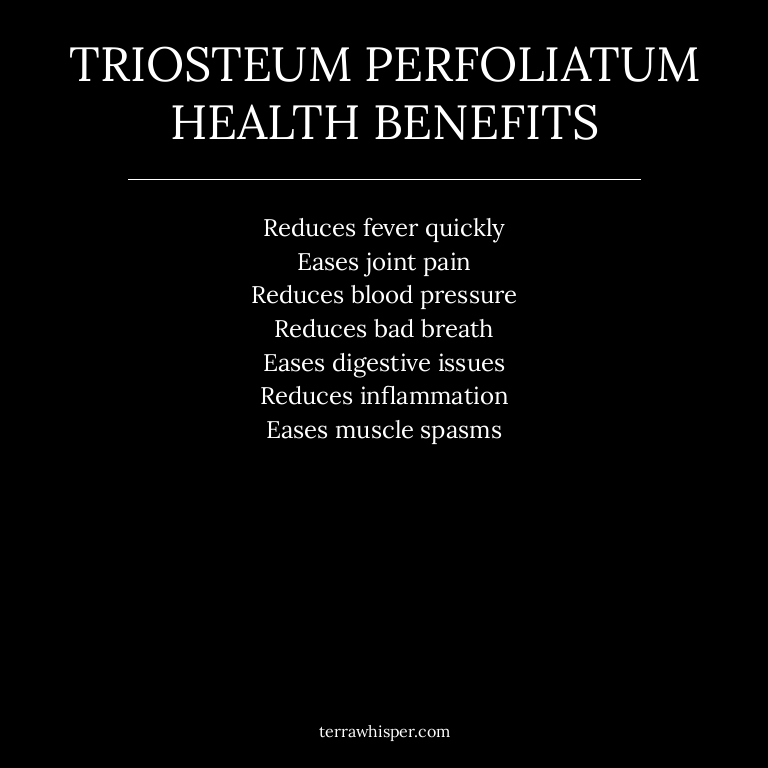 TRIOSTEUM PERFOLIATUM
HEALTH BENEFITS
Reduces fever quickly
Eases joint pain
Reduces blood pressure
Reduces bad breath
Eases digestive issues
Reduces inflammation
Eases muscle spasms
terrawhisper.com